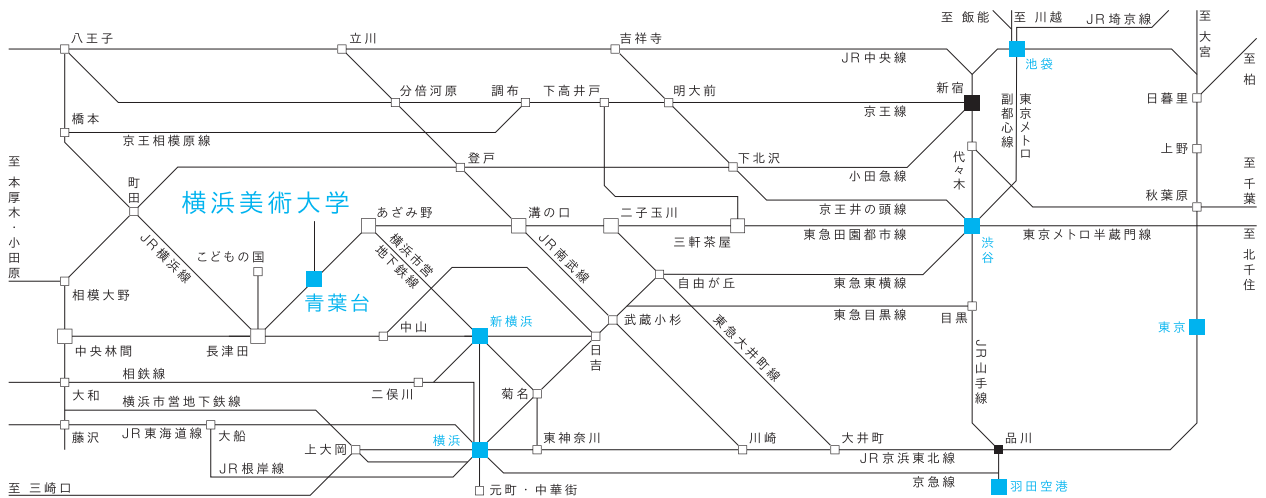 至 飯能
至 川越
JR埼京線
至大宮
八王子
立川
吉祥寺
JR中央線
池袋
至柏
新宿
分倍河原
調布
下高井戸
明大前
京王線
日暮里
橋本
京王相模原線
副都心線
東京メトロ
上野
至本厚木・小田原
登戸
下北沢
小田急線
代々木
至千葉
町田
秋葉原
横浜美術大学
あざみ野
溝の口
二子玉川
京王井の頭線
三軒茶屋
東急田園都市線
渋谷
東京メトロ半蔵門線
至北千住
JR横浜線
こどもの国
横浜市営
地下鉄線
JR南武線
自由が丘
東急東横線
相模大野
青葉台
新横浜
武蔵小杉
東急目黒線
目黒
東急大井町線
東京
中央林間
長津田
中山
日吉
JR山手線
相鉄線
大和
二俣川
菊名
横浜市営地下鉄線
藤沢
JR東海道線
大船
上大岡
横浜
東神奈川
川崎
大井町
品川
JR京浜東北線
JR根岸線
京急線
至 三崎口
元町・中華街
羽田空港